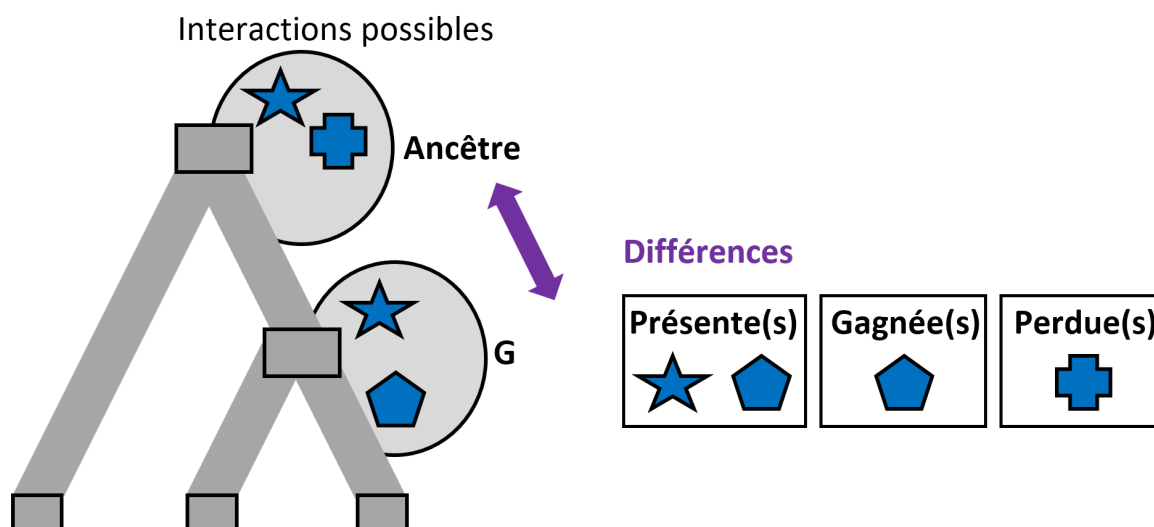 Interactions possibles
Ancêtre
G
Différences
Présente(s)
Gagnée(s)
Perdue(s)